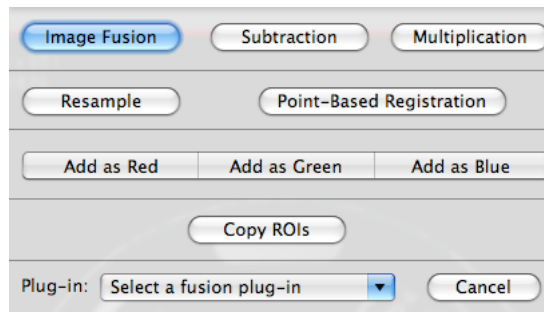 Image Fusion Subtraction Multiplication
Resample Point-Based Registration
Add as Red Add as Green Add as Blue
Copy ROIs
Plug-in: Select a fusion plug-in Cancel